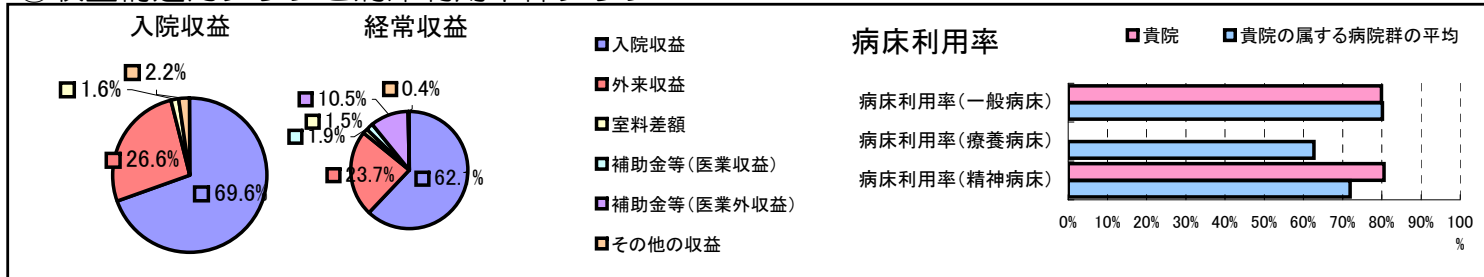 入院収益
経常収益
2.2%
1.6%
26.6%
69.6%
0.4%
10.5%
1.5%
1.9%
23.7%
入院収益
外来収益
室料差額
補助金等(医業収益)
補助金等(医業外収益)
その他の収益
病床利用率
貴院
貴院の属する病院群の平均
病床利用率(一般病床)
病床利用率(療養病床)
病床利用率(精神病床)
0% 10% 20% 30% 40% 50% 60% 70% 80% 90% 100
%